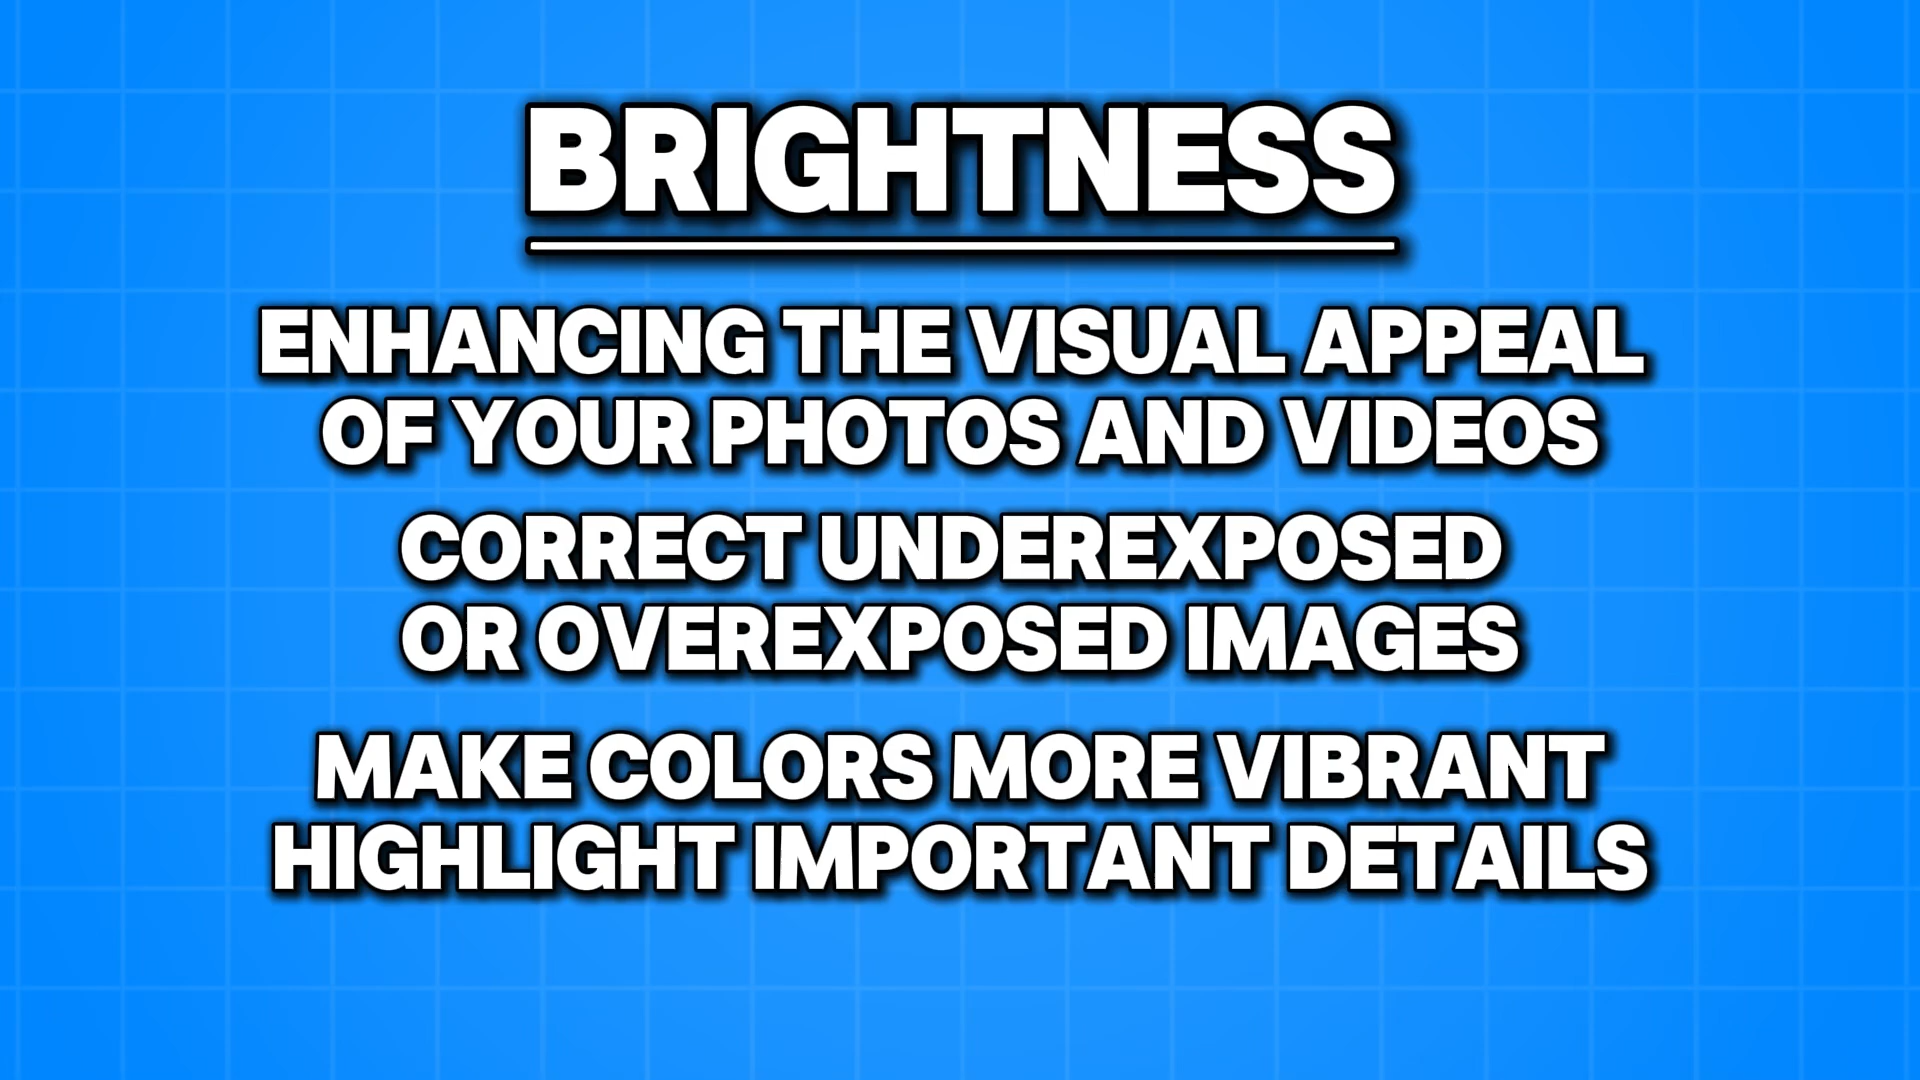 BRIGHTNESS
ENHANCING THE VISUAL APPEAL
OF YOUR PHOTOS AND VIDEOS
CORRECT UNDEREXPOSED
OR OVEREXPOSED IMAGES
MAKE COLORS MORE VIBRANT
HIGHLIGHT IMPORTANT DETAILS